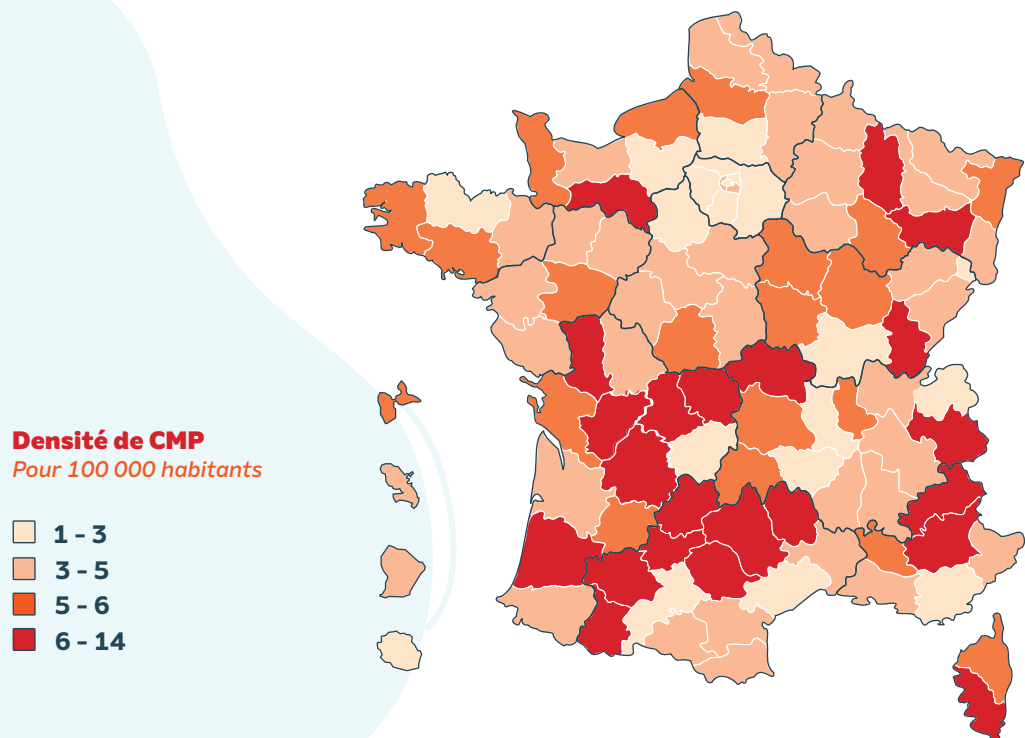 Densité de CMP
Pour 100 000 habitants
1 - 3
3 - 5
5 - 6
6 - 14